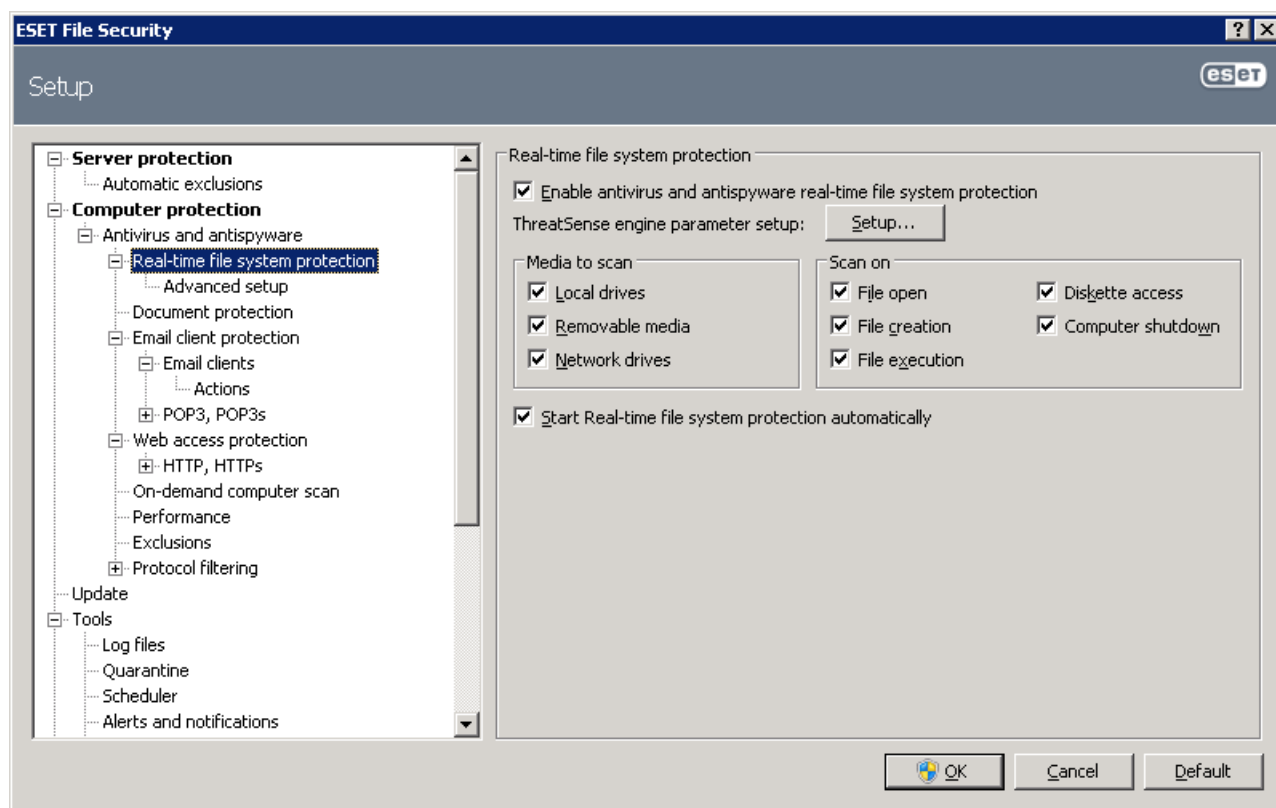 ESET File Security
Setup
eset
Server protection
Automatic exclusions
Computer protection
Antivirus and antispyware
Real-time file system protection
Advanced setup
Document protection
Email client protection
Email clients
Actions
POP3, POP3s
Web access protection
HTTP, HTTPs
On-demand computer scan
Performance
Exclusions
Protocol filtering
Update
Tools
Log files
Quarantine
Scheduler
Alerts and notifications
Real-time file system protection
Enable antivirus and antispyware real-time file system protection
ThreatSense engine parameter setup: Setup...
Media to scan
Local drives
Removable media
Network drives
Scan on
File open Diskette access
File creation Computer shutdown
File execution
Start Real-time file system protection automatically
OK Cancel Default